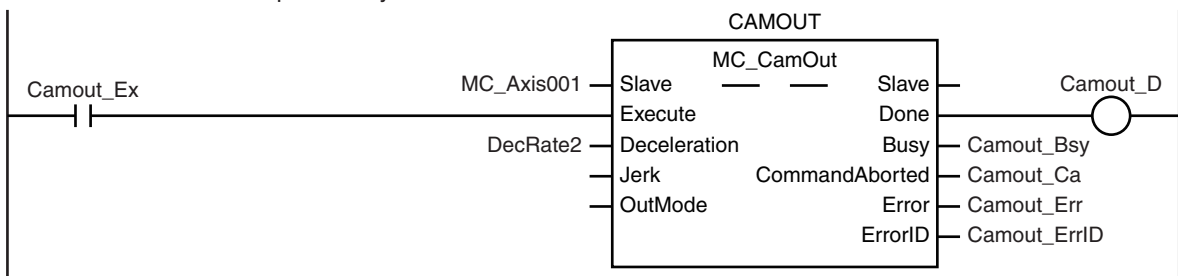 CAMOUT
MC_CamOut
Camout_Ex
MC_Axis001 Slave Slave Camout_D
Execute Done
DecRate2 Deceleration Busy Camout_Bsy
Jerk CommandAborted Camout_Ca
OutMode Error Camout_Err
ErrorID Camout_ErrID